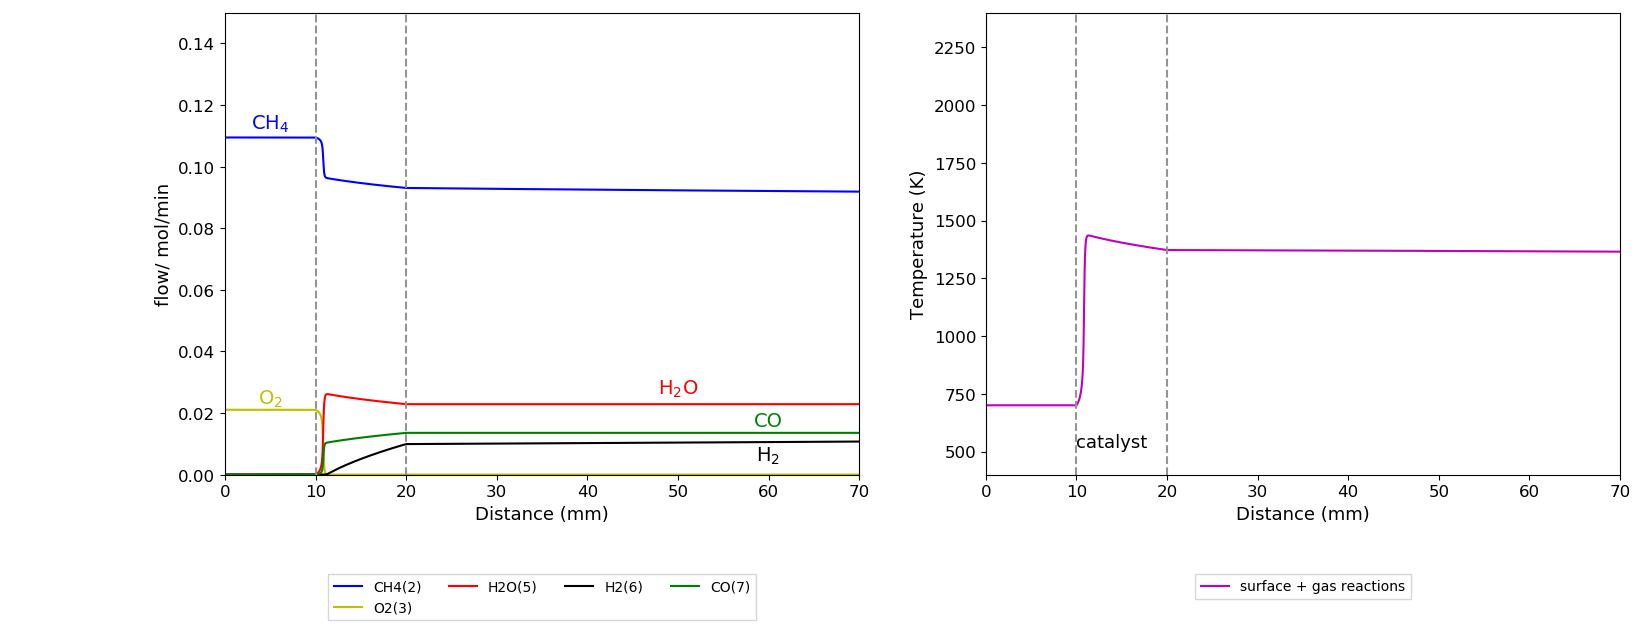 0.14
0.12
0.10
0.08
0.06
0.04
0.02
0.00
flow/ mol/min
CH₄
O₂
H₂O
CO
H₂
0 10 20 30 40 50 60 70
Distance (mm)
CH4(2) H2O(5) H2(6) CO(7)
O2(3)
2250
2000
1750
1500
1250
1000
750
500
Temperature (K)
catalyst
0 10 20 30 40 50 60 70
Distance (mm)
surface + gas reactions